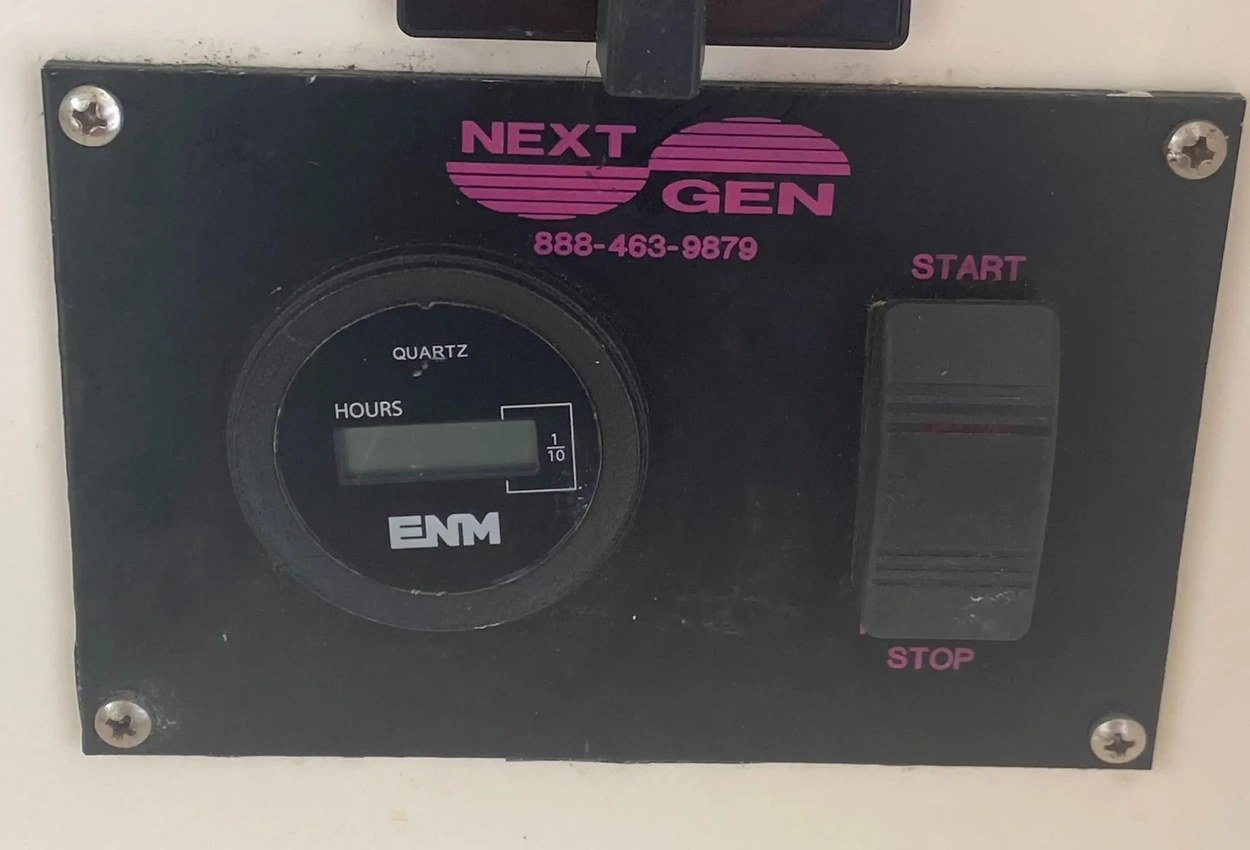 NEXT
GEN
888-463-9879
START
QUARTZ
HOURS
1
10
ENM
STOP